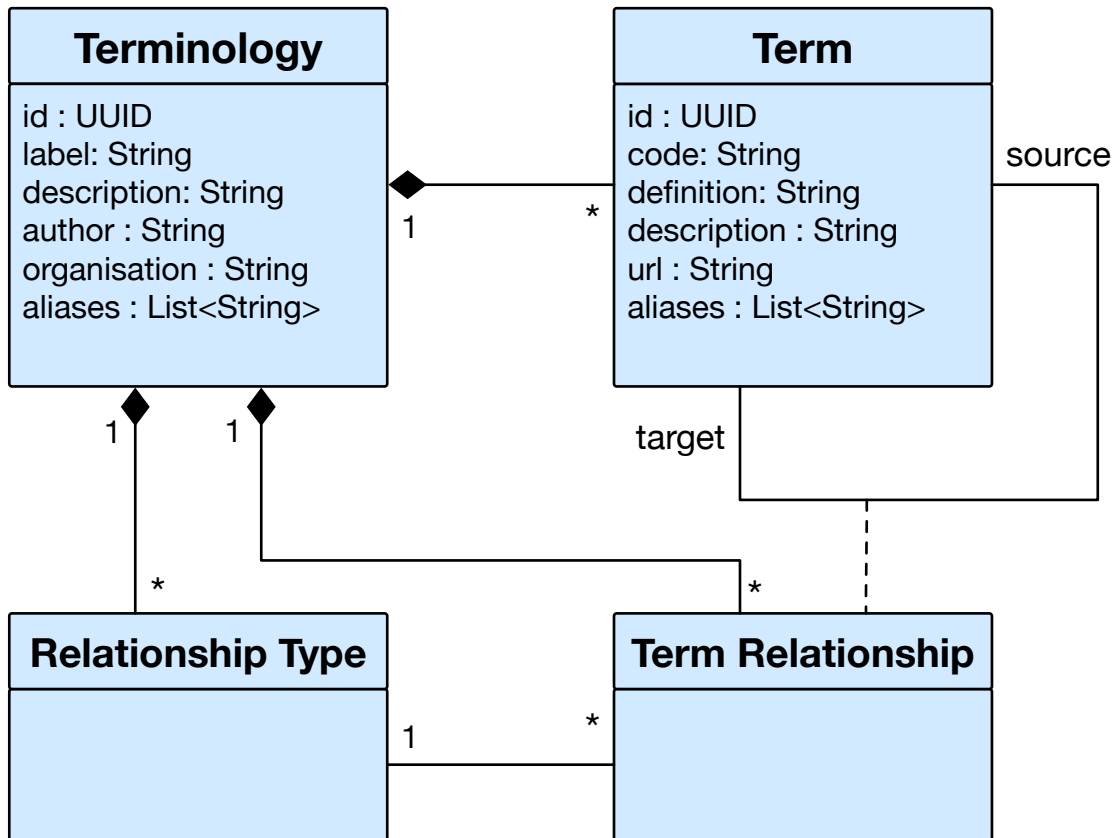 Terminology
id : UUID
label: String
description: String
author : String
organisation : String
aliases : List<String>
1
*
Term
id : UUID
code: String
definition: String
description : String
url : String
aliases : List<String>
source
target
1
1
*
*
Relationship Type
1
*
Term Relationship